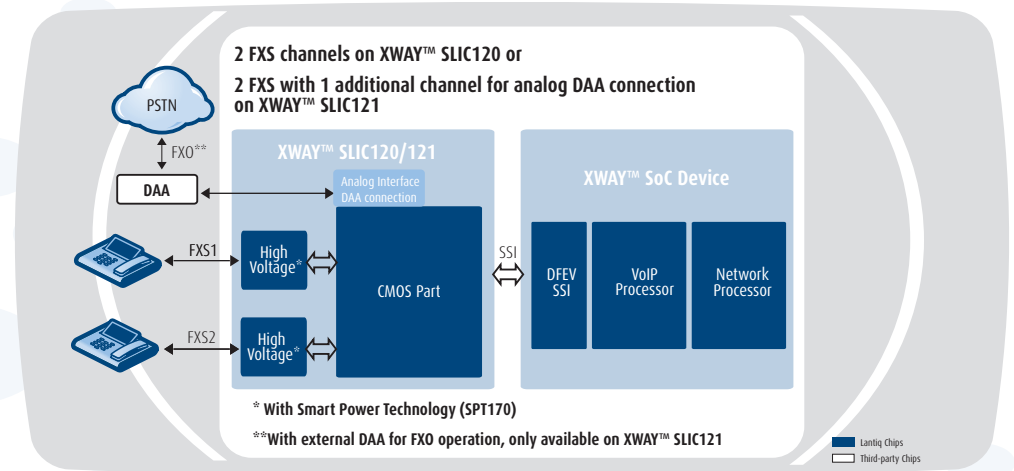 2 FXS channels on XWAY™ SLIC120 or
2 FXS with 1 additional channel for analog DAA connection
on XWAY™ SLIC121
PSTN
FXO**
DAA
XWAY™ SLIC120/121
Analog Interface
DAA connection
XWAY™ SoC Device
FXS1
High
Voltage*
CMOS Part
SSI
DFEV
SSI
VoIP
Processor
Network
Processor
FXS2
High
Voltage*
* With Smart Power Technology (SPT170)
**With external DAA for FXO operation, only available on XWAY™ SLIC121
Lantiq Chips
Third-party Chips